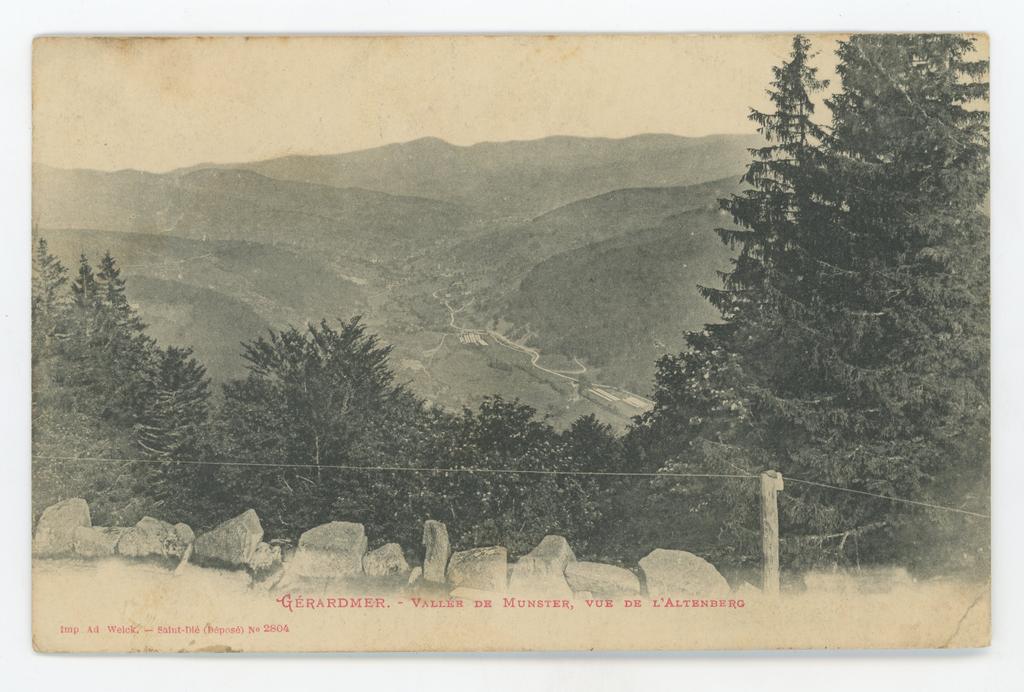 GÉRARDMER. - VALLÉE DE MUNSTER, VUE DE L'ALTENBERG
Imp. Ad. Weick. — Saint-Dié (Déposé) No 2804